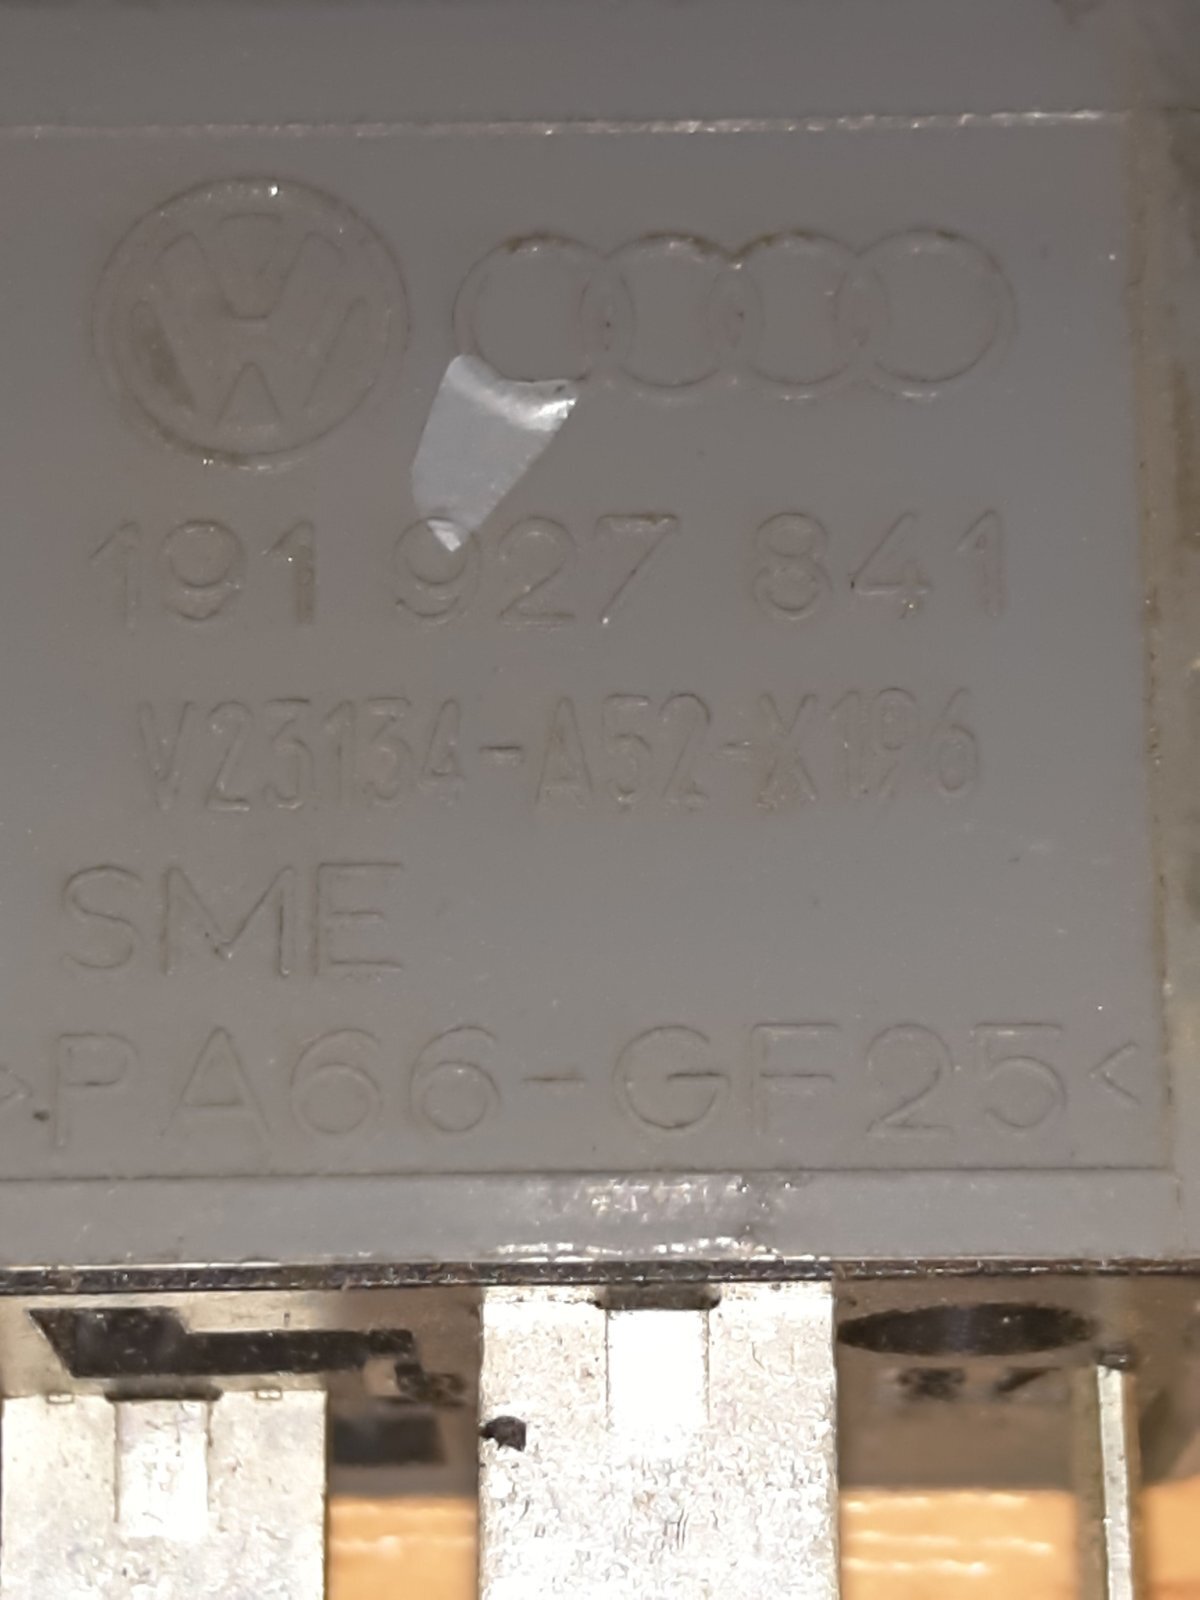 191 927 841
V23134-A52-X196
SME
>PA66-GF25<